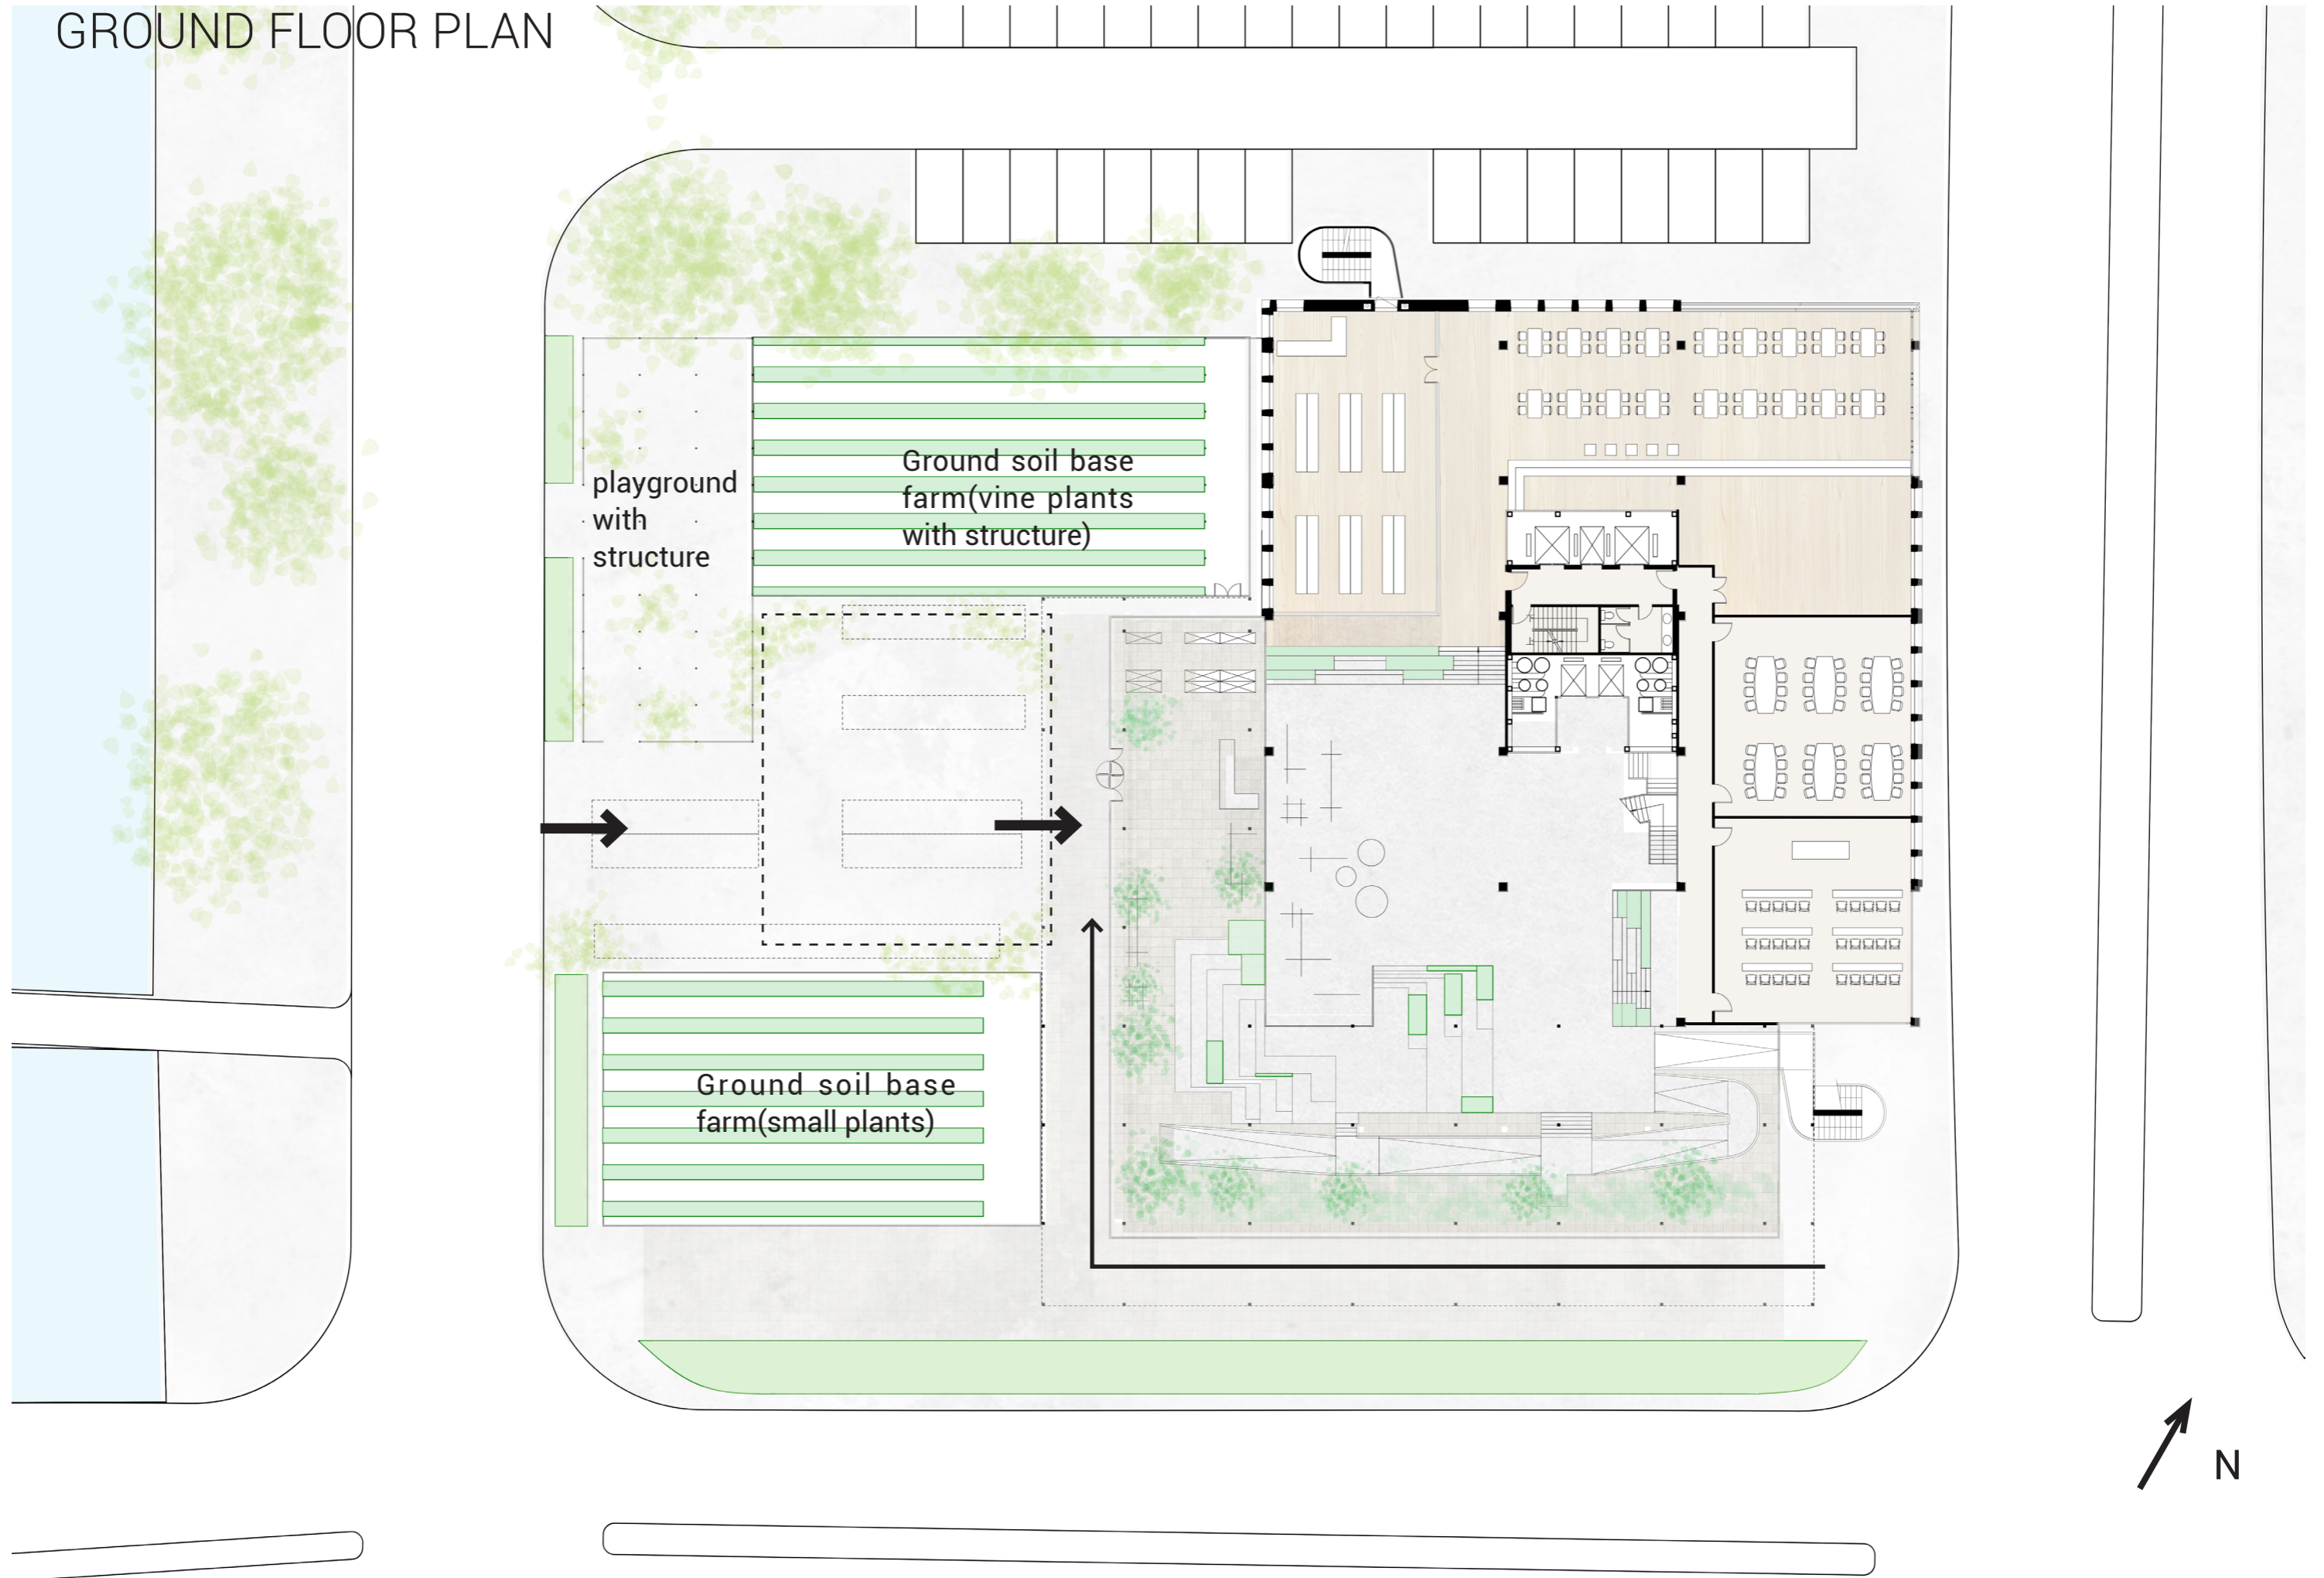 GROUND FLOOR PLAN
playground
with
structure
Ground soil base
farm(vine plants
with structure)
Ground soil base
farm(small plants)
N